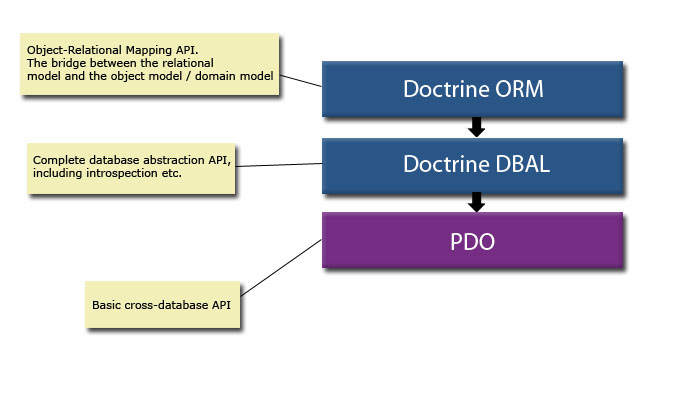 Object-Relational Mapping API.
The bridge between the relational
model and the object model / domain model
Doctrine ORM
Complete database abstraction API,
including introspection etc.
Doctrine DBAL
PDO
Basic cross-database API